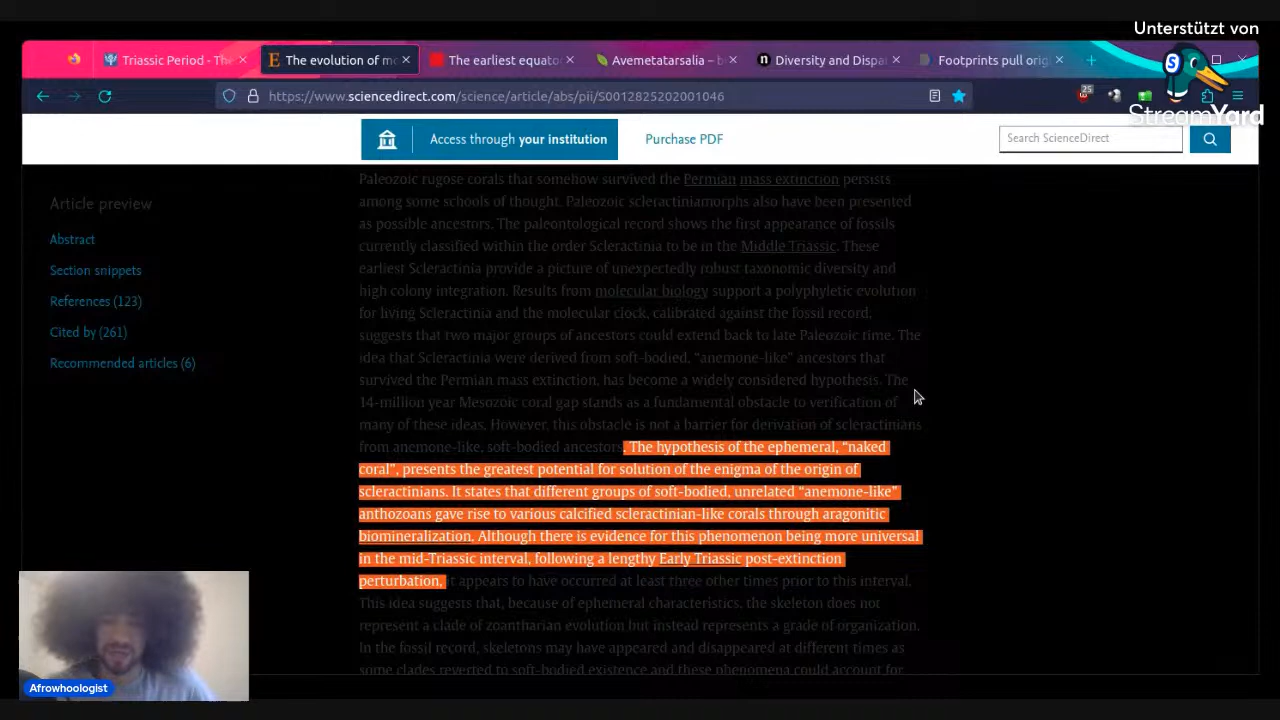 Unterstützt von
StreamYard
Triassic Period - The
The evolution of mo
The earliest equato
Avemetatarsalia – b
Diversity and Dispa
Footprints pull orig
https://www.sciencedirect.com/science/article/abs/pii/S0012825202001046
25
Access through your institution
Purchase PDF
Search ScienceDirect
Article preview
Abstract
Section snippets
References (123)
Cited by (261)
Recommended articles (6)
Paleozoic rugose corals that somehow survived the Permian mass extinction persists
among some schools of thought. Paleozoic scleractiniamorphs also have been presented
as possible ancestors. The paleontological record shows the first appearance of fossils
currently classified within the order Scleractinia to be in the Middle Triassic. These
earliest Scleractinia provide a picture of unexpectedly robust taxonomic diversity and
high colony integration. Results from molecular biology support a polyphyletic evolution
for living Scleractinia and the molecular clock, calibrated against the fossil record,
suggests that two major groups of ancestors could extend back to late Paleozoic time. The
idea that Scleractinia were derived from soft-bodied, “anemone-like” ancestors that
survived the Permian mass extinction, has become a widely considered hypothesis. The
14-million year Mesozoic coral gap stands as a fundamental obstacle to verification of
many of these ideas. However, this obstacle is not a barrier for derivation of scleractinians
from anemone-like, soft-bodied ancestors. The hypothesis of the ephemeral, “naked
coral”, presents the greatest potential for solution of the enigma of the origin of
scleractinians. It states that different groups of soft-bodied, unrelated “anemone-like”
anthozoans gave rise to various calcified scleractinian-like corals through aragonitic
biomineralization. Although there is evidence for this phenomenon being more universal
in the mid-Triassic interval, following a lengthy Early Triassic post-extinction
perturbation, it appears to have occurred at least three other times prior to this interval.
This idea suggests that, because of ephemeral characteristics, the skeleton does not
represent a clade of zoantharian evolution but instead represents a grade of organization.
In the fossil record, skeletons may have appeared and disappeared at different times as
some clades reverted to soft-bodied existence and these phenomena could account for
Afrowhoologist